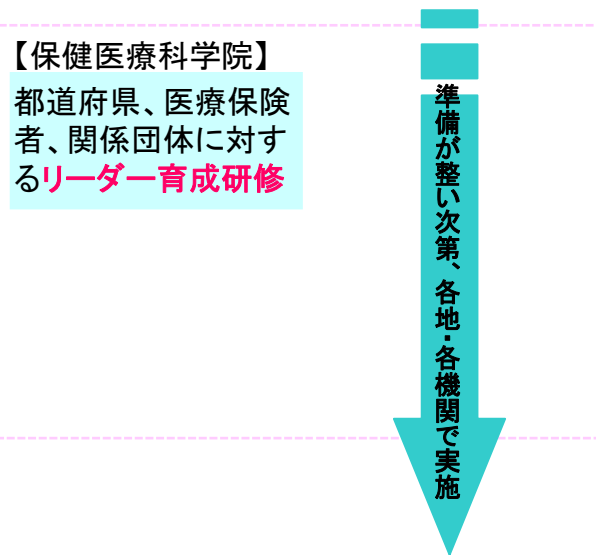 【保健医療科学院】
都道府県、医療保険
者、関係団体に対す
るリーダー育成研修
準備が整い次第、各地・各機関で実施